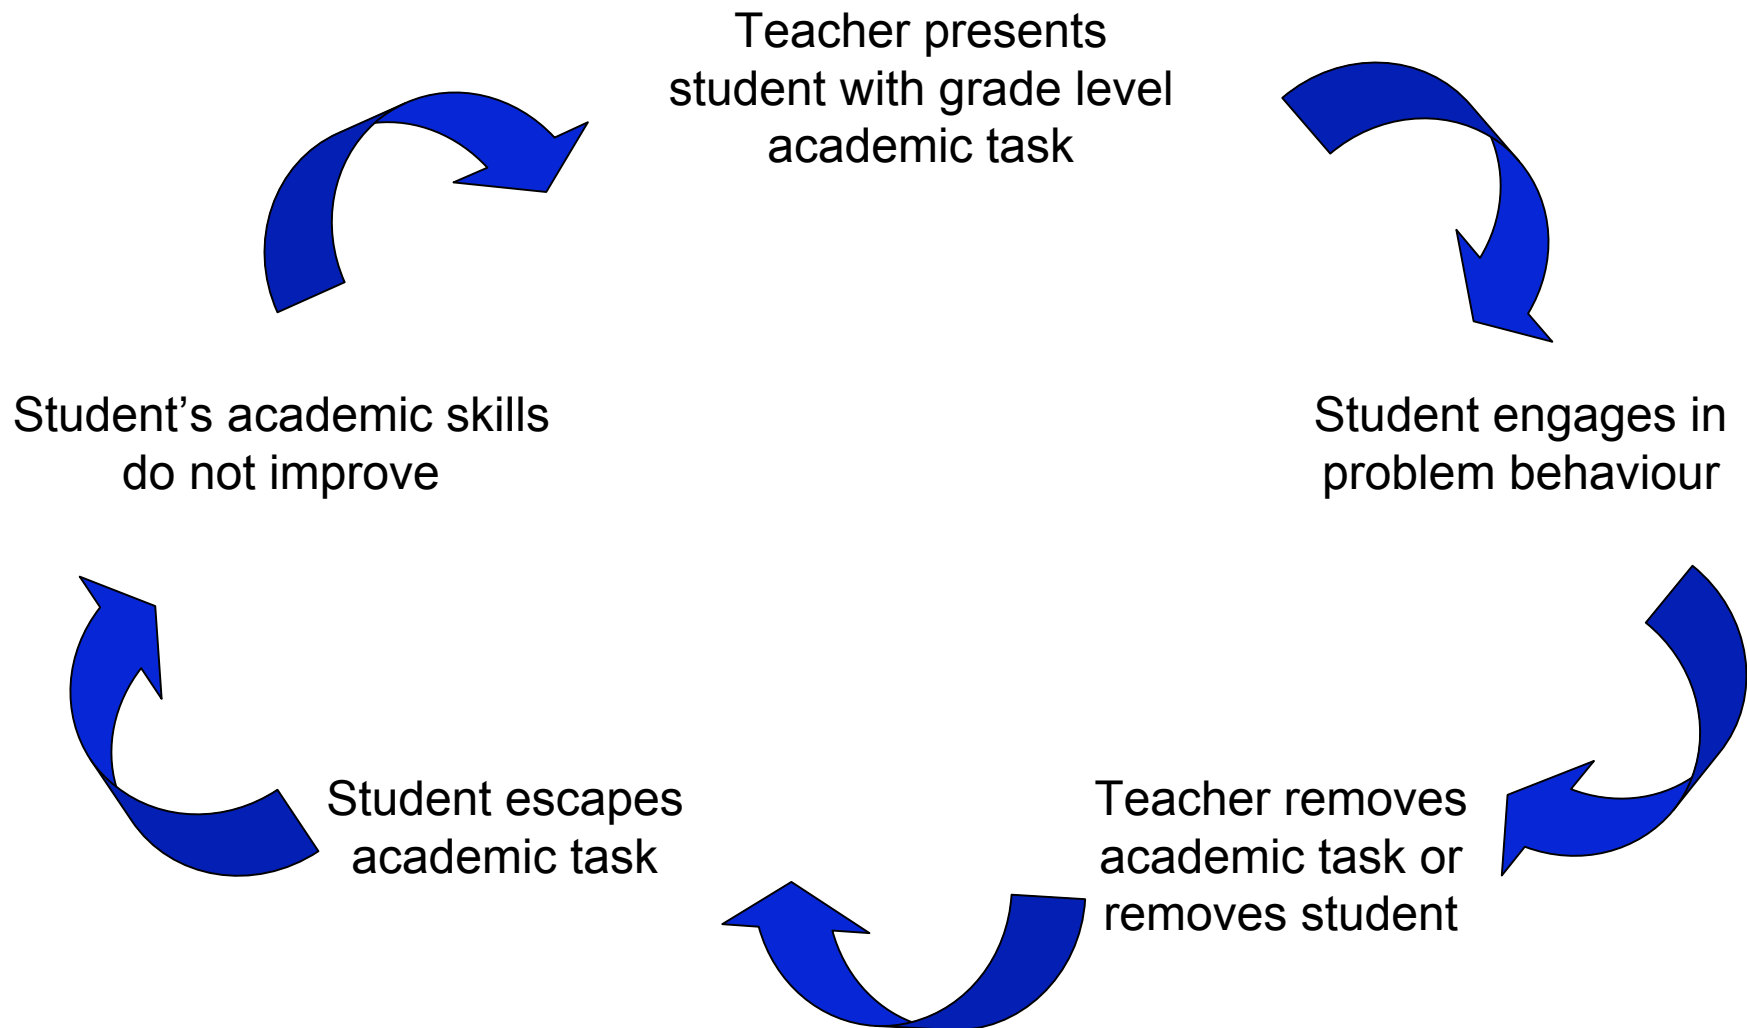 Teacher presents
student with grade level
academic task
Student engages in
problem behaviour
Teacher removes
academic task or
removes student
Student escapes
academic task
Student’s academic skills
do not improve